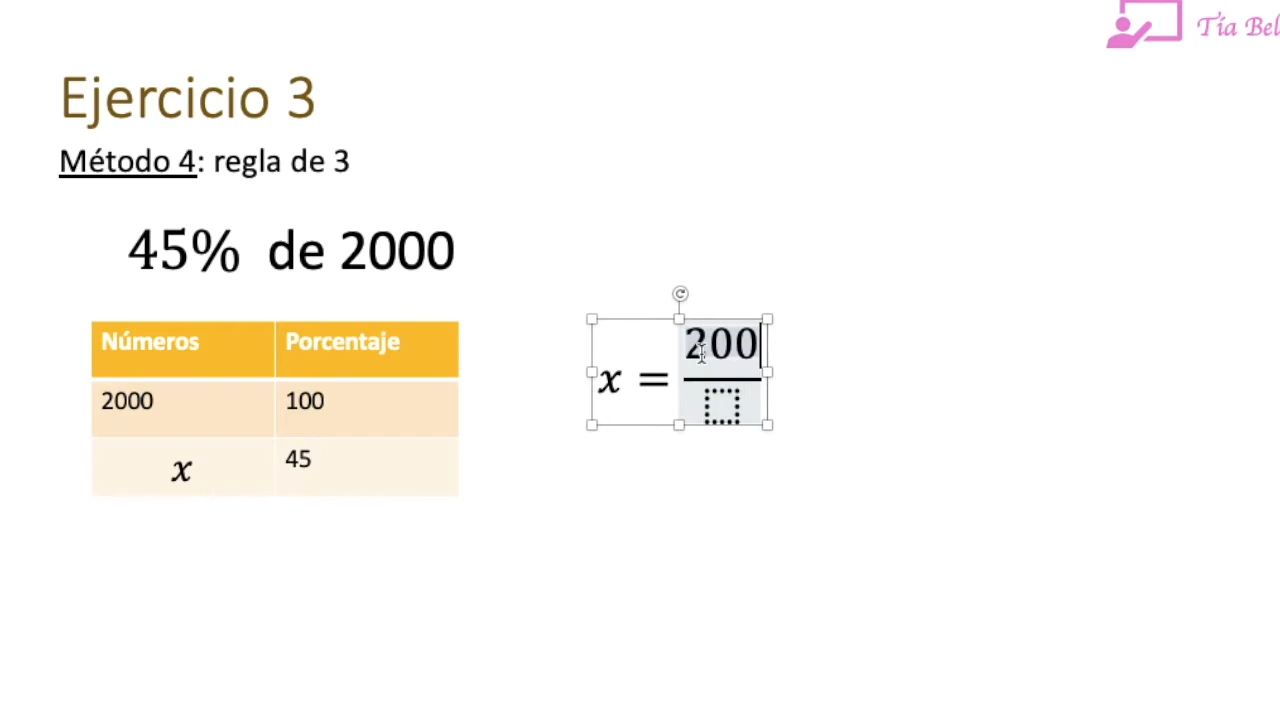 Tía Bel
Ejercicio 3
Método 4: regla de 3
45% de 2000
Números Porcentaje
2000 100
x 45
x = 200